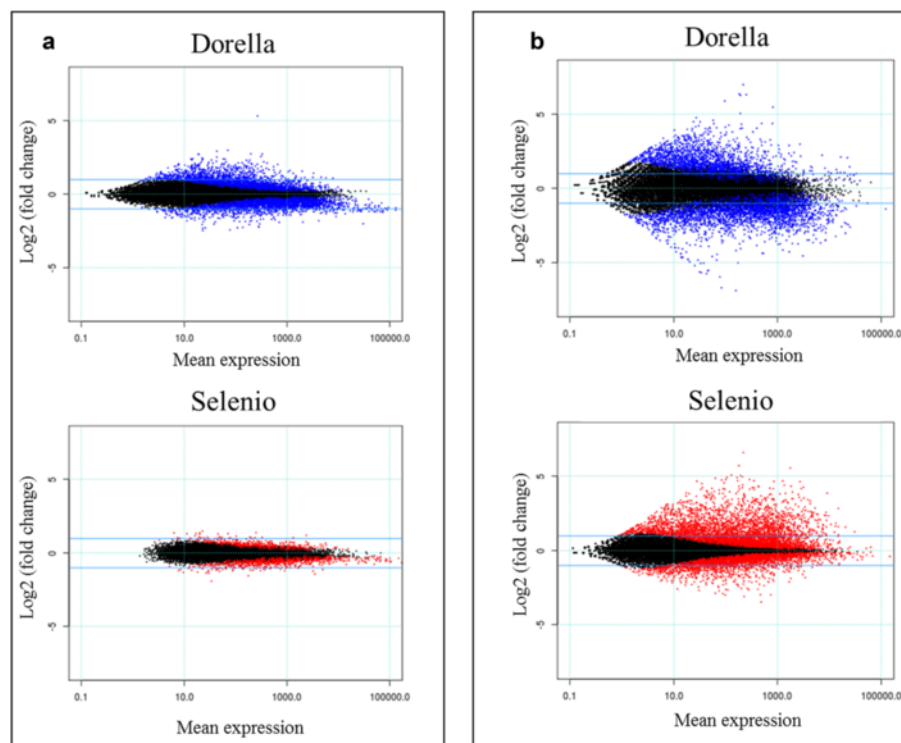 a
Dorella
Log2 (fold change)
5
0
-5
0.1 10.0 1000.0 100000.0
Mean expression
Selenio
Log2 (fold change)
5
0
-5
0.1 10.0 1000.0 100000.0
Mean expression
b
Dorella
Log2 (fold change)
5
0
-5
0.1 10.0 1000.0 100000.0
Mean expression
Selenio
Log2 (fold change)
5
0
-5
0.1 10.0 1000.0 100000.0
Mean expression